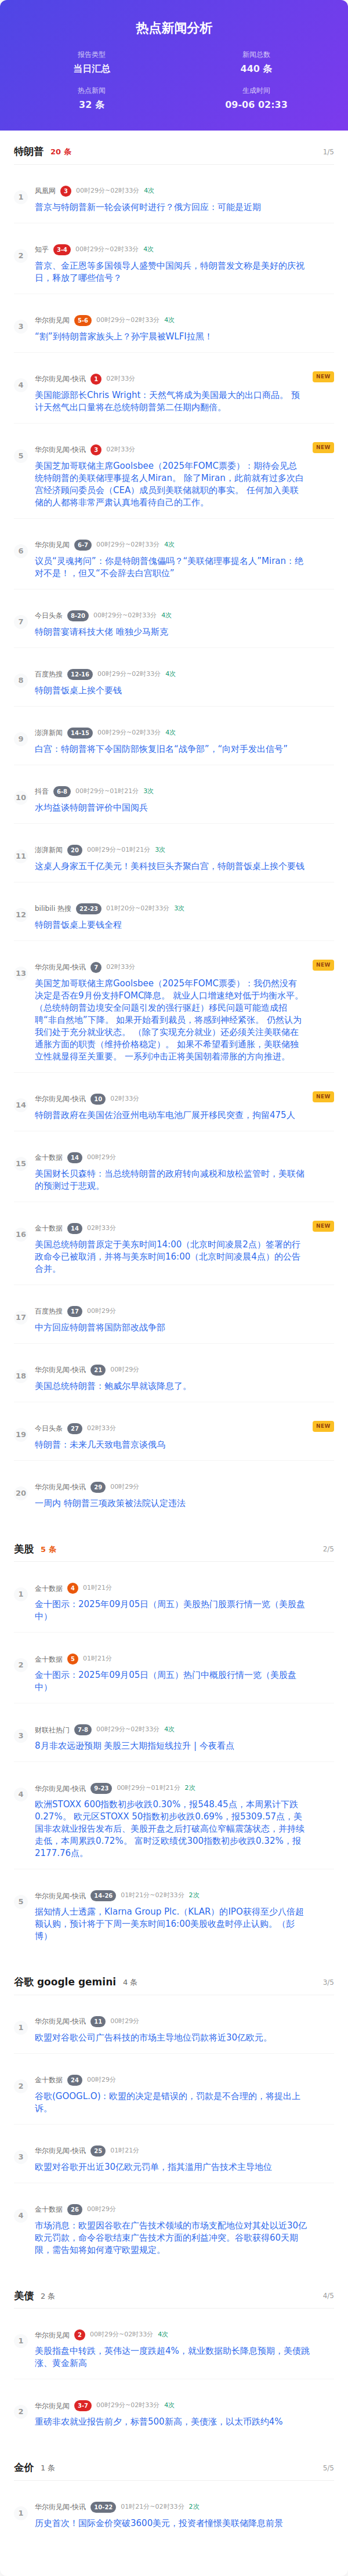 热点新闻分析
报告类型
当日汇总
新闻总数
440 条
热点新闻
32 条
生成时间
09-06 02:33
特朗普 20 条 1/5
1
凤凰网 3 00时29分~02时33分 4次
普京与特朗普新一轮会谈何时进行？俄方回应：可能是近期
2
知乎 3-4 00时29分~02时33分 4次
普京、金正恩等多国领导人盛赞中国阅兵，特朗普发文称是美好的庆祝
日，释放了哪些信号？
3
华尔街见闻 5-6 00时29分~02时33分 4次
“割”到特朗普家族头上？孙宇晨被WLFI拉黑！
4
华尔街见闻-快讯 1 02时33分 NEW
美国能源部长Chris Wright：天然气将成为美国最大的出口商品。 预
计天然气出口量将在总统特朗普第二任期内翻倍。
5
华尔街见闻-快讯 3 02时33分 NEW
美国芝加哥联储主席Goolsbee（2025年FOMC票委）：期待会见总
统特朗普的美联储理事提名人Miran。 除了Miran，此前就有过多次白
宫经济顾问委员会（CEA）成员到美联储就职的事实。 任何加入美联
储的人都将非常严肃认真地看待自己的工作。
6
华尔街见闻 6-7 00时29分~02时33分 4次
议员“灵魂拷问”：你是特朗普傀儡吗？“美联储理事提名人”Miran：绝
对不是！，但又“不会辞去白宫职位”
7
今日头条 8-20 00时29分~02时33分 4次
特朗普宴请科技大佬 唯独少马斯克
8
百度热搜 12-16 00时29分~02时33分 4次
特朗普饭桌上挨个要钱
9
澎湃新闻 14-15 00时29分~02时33分 4次
白宫：特朗普将下令国防部恢复旧名“战争部”，“向对手发出信号”
10
抖音 6-8 00时29分~01时21分 3次
水均益谈特朗普评价中国阅兵
11
澎湃新闻 20 00时29分~01时21分 3次
这桌人身家五千亿美元！美科技巨头齐聚白宫，特朗普饭桌上挨个要钱
12
bilibili 热搜 22-23 01时20分~02时33分 3次
特朗普饭桌上要钱全程
13
华尔街见闻-快讯 7 02时33分 NEW
美国芝加哥联储主席Goolsbee（2025年FOMC票委）：我仍然没有
决定是否在9月份支持FOMC降息。 就业人口增速绝对低于均衡水平。
（总统特朗普边境安全问题引发的强行驱赶）移民问题可能造成招
聘“非自然地”下降。 如果开始看到裁员，将感到神经紧张。 仍然认为
我们处于充分就业状态。 （除了实现充分就业）还必须关注美联储在
通胀方面的职责（维持价格稳定）。 如果不希望看到通胀，美联储独
立性就显得至关重要。 一系列冲击正将美国朝着滞胀的方向推进。
14
华尔街见闻-快讯 10 02时33分 NEW
特朗普政府在美国佐治亚州电动车电池厂展开移民突查，拘留475人
15
金十数据 14 00时29分
美国财长贝森特：当总统特朗普的政府转向减税和放松监管时，美联储
的预测过于悲观。
16
金十数据 14 02时33分 NEW
美国总统特朗普原定于美东时间14:00（北京时间凌晨2点）签署的行
政命令已被取消，并将与美东时间16:00（北京时间凌晨4点）的公告
合并。
17
百度热搜 17 00时29分
中方回应特朗普将国防部改战争部
18
华尔街见闻-快讯 21 00时29分
美国总统特朗普：鲍威尔早就该降息了。
19
今日头条 27 02时33分 NEW
特朗普：未来几天致电普京谈俄乌
20
华尔街见闻-快讯 29 00时29分
一周内 特朗普三项政策被法院认定违法
美股 5 条 2/5
1
金十数据 4 01时21分
金十图示：2025年09月05日（周五）美股热门股票行情一览（美股盘
中）
2
金十数据 5 01时21分
金十图示：2025年09月05日（周五）热门中概股行情一览（美股盘
中）
3
财联社热门 7-8 00时29分~02时33分 4次
8月非农远逊预期 美股三大期指短线拉升 | 今夜看点
4
华尔街见闻-快讯 9-23 00时29分~01时21分 2次
欧洲STOXX 600指数初步收跌0.30%，报548.45点，本周累计下跌
0.27%。 欧元区STOXX 50指数初步收跌0.69%，报5309.57点，美
国非农就业报告发布后、美股开盘之后打破高位窄幅震荡状态，并持续
走低，本周累跌0.72%。 富时泛欧绩优300指数初步收跌0.32%，报
2177.76点。
5
华尔街见闻-快讯 14-26 01时21分~02时33分 2次
据知情人士透露，Klarna Group Plc.（KLAR）的IPO获得至少八倍超
额认购，预计将于下周一美东时间16:00美股收盘时停止认购。（彭
博）
谷歌 google gemini 4 条 3/5
1
华尔街见闻-快讯 11 00时29分
欧盟对谷歌公司广告科技的市场主导地位罚款将近30亿欧元。
2
金十数据 24 00时29分
谷歌(GOOGL.O)：欧盟的决定是错误的，罚款是不合理的，将提出上
诉。
3
华尔街见闻-快讯 25 01时21分
欧盟对谷歌开出近30亿欧元罚单，指其滥用广告技术主导地位
4
金十数据 26 00时29分
市场消息：欧盟因谷歌在广告技术领域的市场支配地位对其处以近30亿
欧元罚款，命令谷歌结束广告技术方面的利益冲突。谷歌获得60天期
限，需告知将如何遵守欧盟规定。
美债 2 条 4/5
1
华尔街见闻 2 00时29分~02时33分 4次
美股指盘中转跌，英伟达一度跌超4%，就业数据助长降息预期，美债跳
涨、黄金新高
2
华尔街见闻 3-7 00时29分~02时33分 4次
重磅非农就业报告前夕，标普500新高，美债涨，以太币跌约4%
金价 1 条 5/5
1
华尔街见闻-快讯 10-22 01时21分~02时33分 2次
历史首次！国际金价突破3600美元，投资者憧憬美联储降息前景